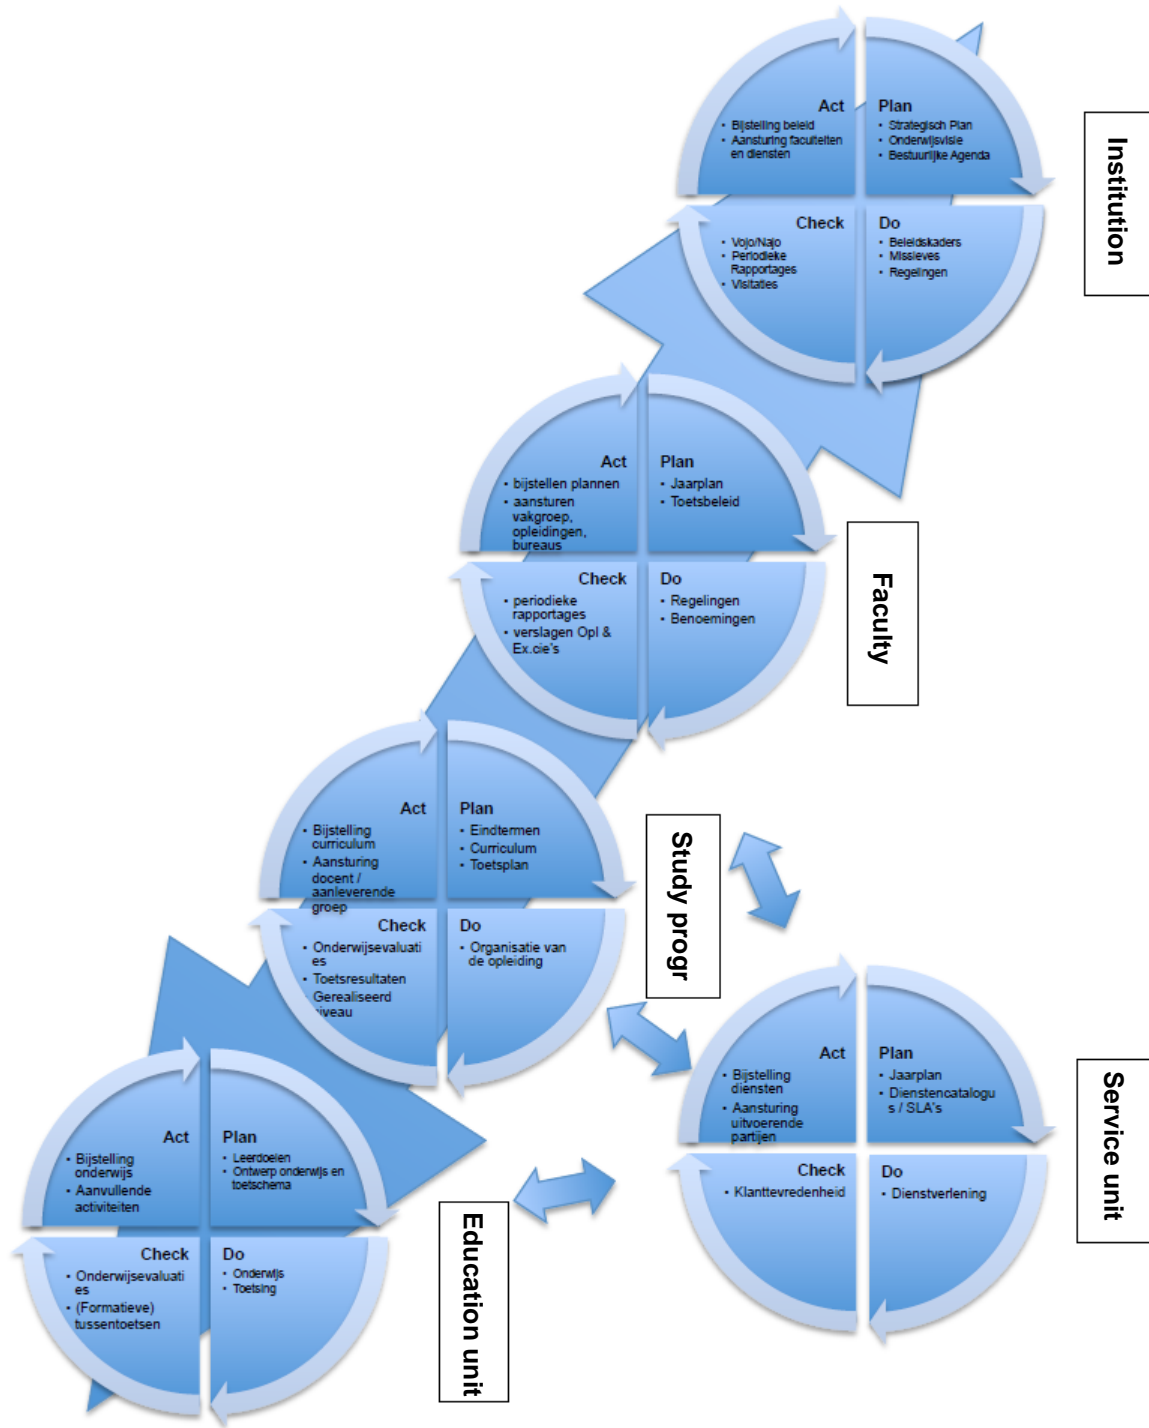 Act
• Bijstelling beleid
• Aansturing faculteiten
en diensten
Plan
• Strategisch Plan
• Onderwijsvisie
• Bestuurlijke Agenda
Check
• Vojo/Najo
• Periodieke
Rapportages
• Visitaties
Do
• Beleidskaders
• Missieves
• Regelingen
Institution
Act
• bijstellen plannen
• aansturen
vakgroep,
opleidingen,
bureaus
Plan
• Jaarplan
• Toetsbeleid
Check
• periodieke
rapportages
• verslagen Opl &
Ex.cie's
Do
• Regelingen
• Benoemingen
Faculty
Act
• Bijstelling
curriculum
• Aansturing
docent /
aanleverende
groep
Plan
• Eindtermen
• Curriculum
• Toetsplan
Check
• Onderwijsevaluati
es
• Toetsresultaten
• Gerealiseerd
niveau
Do
• Organisatie van
de opleiding
Study progr
Act
• Bijstelling
diensten
• Aansturing
uitvoerende
partijen
Plan
• Jaarplan
• Dienstencatalogu
s / SLA's
Check
• Klanttevredenheid
Do
• Dienstverlening
Service unit
Act
• Bijstelling
onderwijs
• Aanvullende
activiteiten
Plan
• Leerdoelen
• Ontwerp onderwijs en
toetschema
Check
• Onderwijsevaluati
es
• (Formatieve)
tussentoetsen
Do
• Onderwijs
• Toetsing
Education unit